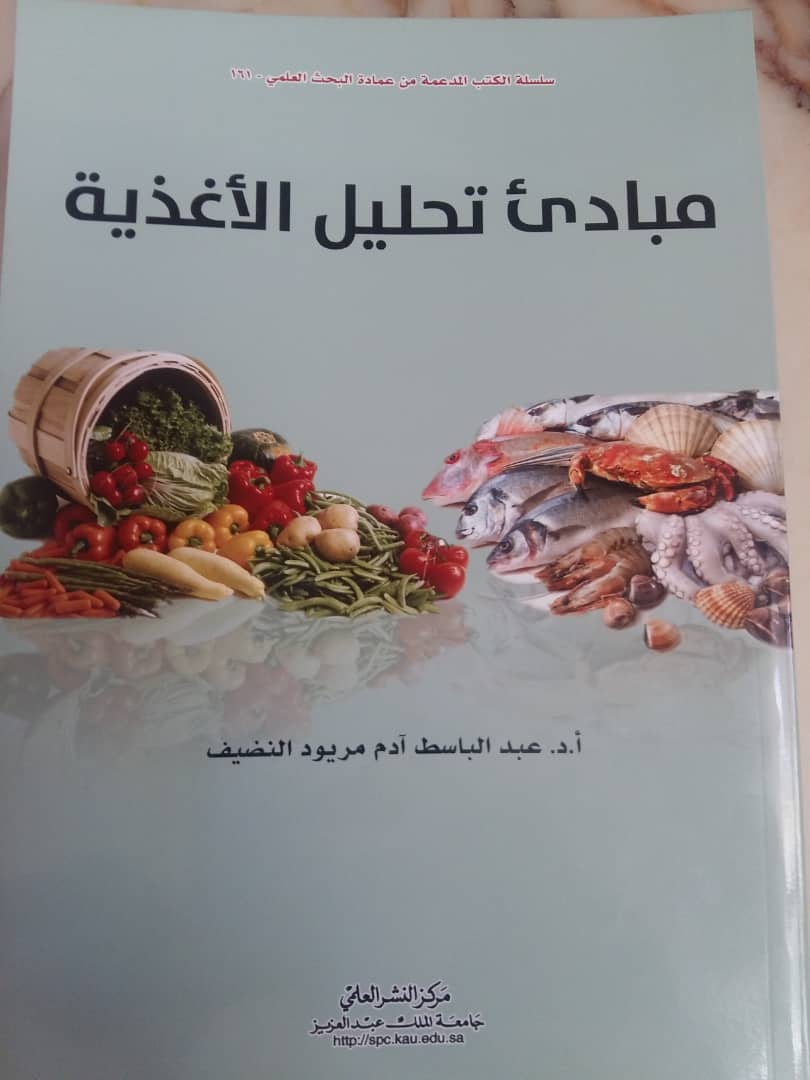 سلسلة الكتب المدعمة من عمادة البحث العلمي - ١٦١
مبادئ تحليل الأغذية
أ.د. عبد الباسط آدم مريود النضيف
مركز النشر العلمي
جامعة الملك عبد العزيز
http://spc.kau.edu.sa